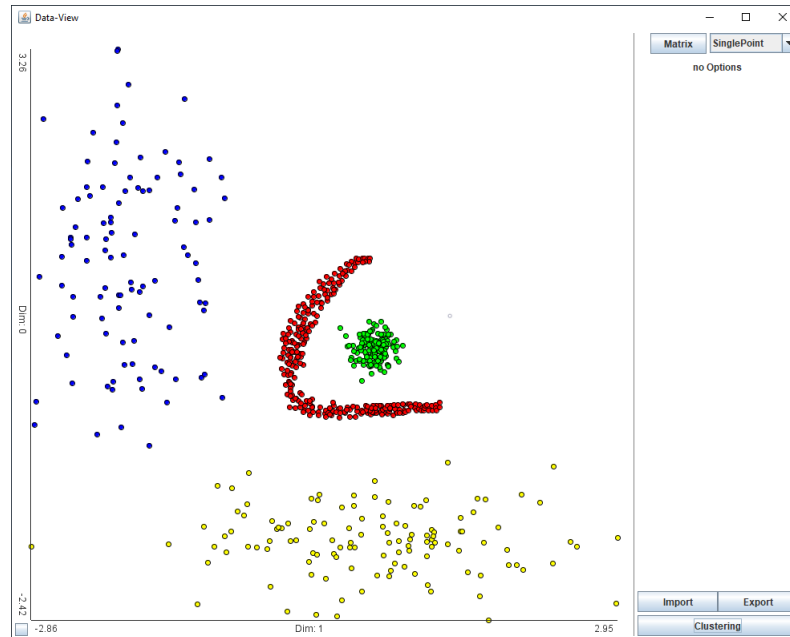 Data-View
Matrix
SinglePoint
no Options
3.26
Dim: 0
-2.42
-2.86
Dim: 1
2.95
Import
Export
Clustering